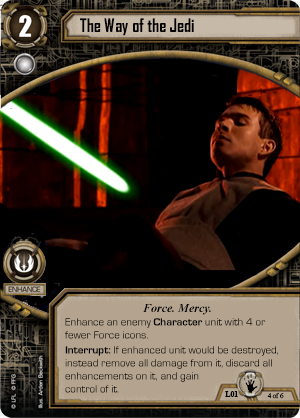 2
The Way of the Jedi
ENHANCE
Force. Mercy.
Enhance an enemy Character unit with 4 or
fewer Force icons.
Interrupt: If enhanced unit would be destroyed,
instead remove all damage from it, discard all
enhancements on it, and gain
control of it.
L01
4 of 6
© LFL © FFG